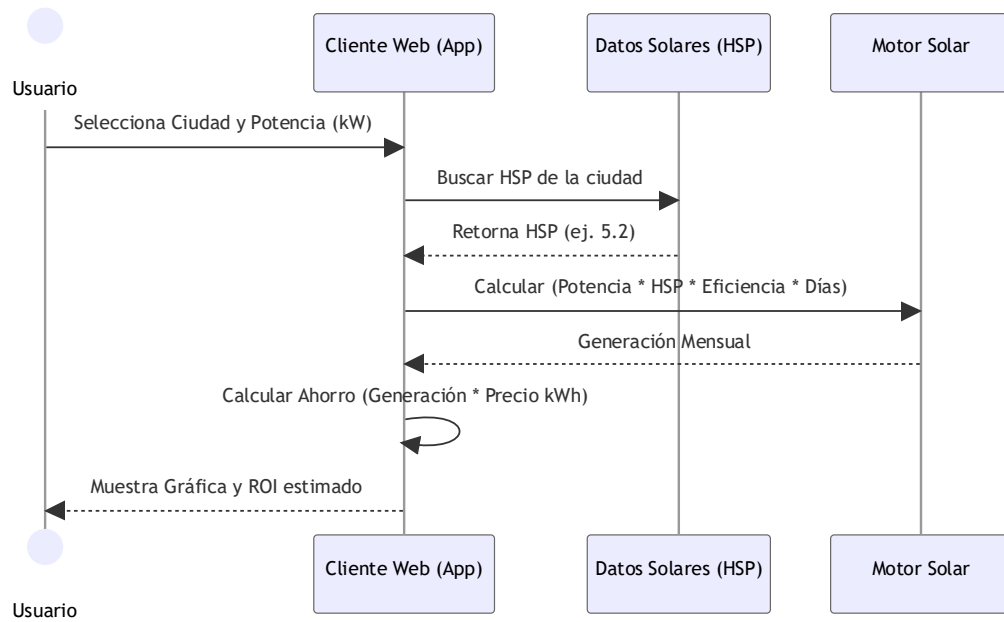 Cliente Web (App)
Datos Solares (HSP)
Motor Solar
Usuario
Selecciona Ciudad y Potencia (kW)
Buscar HSP de la ciudad
Retorna HSP (ej. 5.2)
Calcular (Potencia * HSP * Eficiencia * Días)
Generación Mensual
Calcular Ahorro (Generación * Precio kWh)
Muestra Gráfica y ROI estimado
Cliente Web (App)
Datos Solares (HSP)
Motor Solar
Usuario